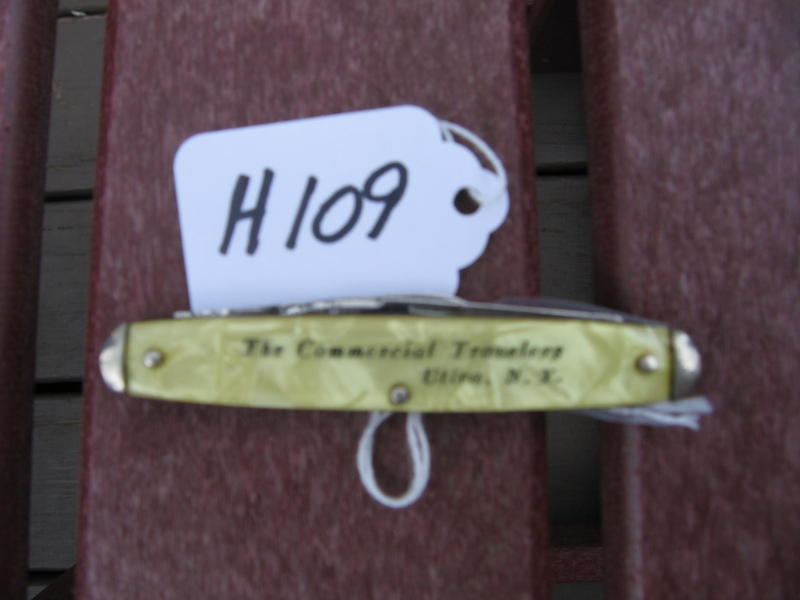 H109
The Commercial Travelers
Utica, N. Y.